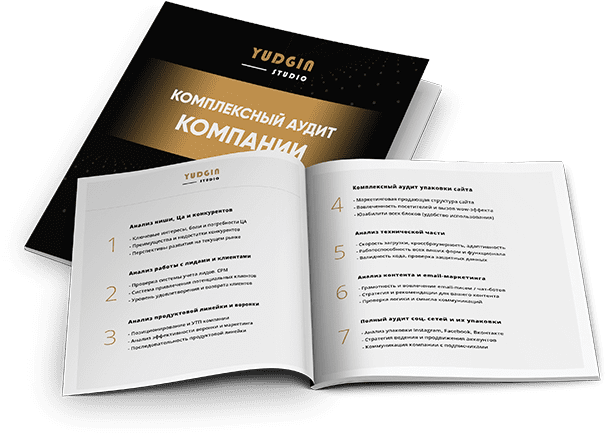 YUDGIN
STUDIO
КОМПЛЕКСНЫЙ АУДИТ
КОМПАНИИ
YUDGIN
STUDIO
1
Анализ ниши, Ца и конкурентов
- Ключевые интересы, боли и потребности ЦА
- Преимущества и недостатки конкурентов
- Перспективы развития на текущем рынке
2
Анализ работы с лидами и клиентами
- Проверка системы учета лидов, СРМ
- Система привлечения потенциальных клиентов
- Уровень удовлетворения и возврата клиентов
3
Анализ продуктовой линейки и воронки
- Позиционирование и УТП компании
- Анализ эффективности воронки и маркетинга
- Последовательность продуктовой линейки
4
Комплексный аудит упаковки сайта
- Маркетинговая продающая структура сайта
- Вовлеченность посетителей и вызов wow-эффекта
- Юзабилити всех блоков (удобство использования)
5
Анализ технической части
- Скорость загрузки, кроссбраузерность, адаптивность
- Работоспособность всех видов форм и функционала
- Валидность кода, проверка защитных данных
6
Анализ контента и email-маркетинга
- Грамотность и вовлечение email-писем / чат-ботов
- Стратегия и рекомендации для вашего контента
- Проверка логики и смысла коммуникаций
7
Полный аудит соц. сетей и их упаковки
- Анализ упаковки Instagram, Facebook, Вконтакте
- Стратегия ведения и продвижения аккаунтов
- Коммуникация компании с подписчиками